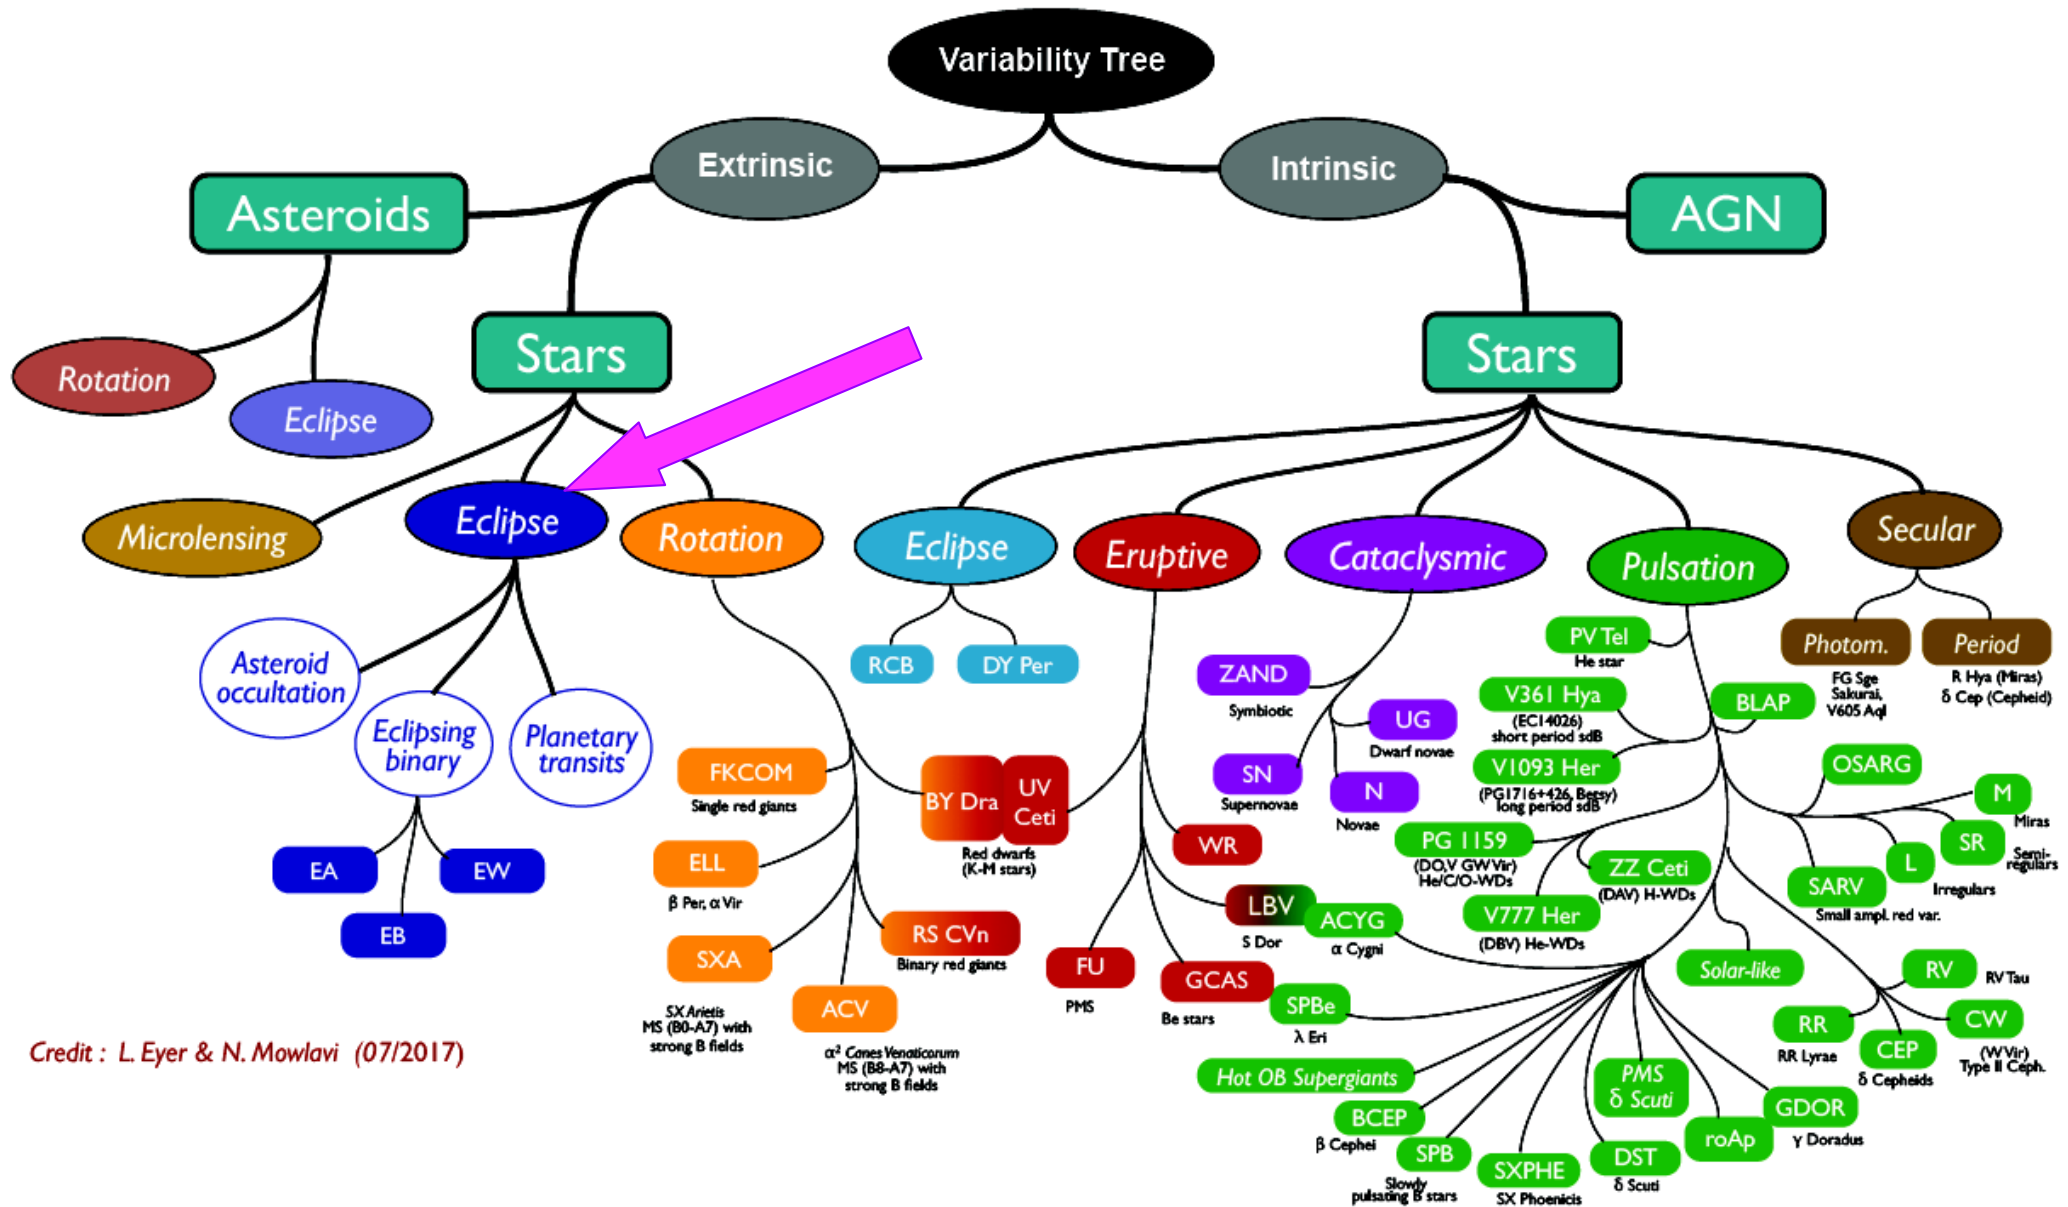 Variability Tree
Extrinsic
Intrinsic
Asteroids
AGN
Stars
Stars
Rotation
Eclipse
Microlensing
Eclipse
Rotation
Eclipse
Eruptive
Cataclysmic
Pulsation
Secular
Asteroid
occultation
Eclipsing
binary
Planetary
transits
EA
EW
EB
FKCOM
Single red giants
ELL
β Per, α Vir
SXA
SX Arietis
MS (B0-A7) with
strong B fields
ACV
α² Canes Venaticorum
MS (B8-A7) with
strong B fields
RS CVn
Binary red giants
BY Dra
UV
Ceti
Red dwarfs
(K-M stars)
RCB
DY Per
WR
LBV
S Dor
FU
PMS
GCAS
Be stars
ZAND
Symbiotic
UG
Dwarf novae
SN
Supernovae
N
Novae
PV Tel
He star
V361 Hya
(EC14026)
short period sdB
BLAP
V1093 Her
(PG1716+426, Betsy)
long period sdB
PG 1159
(DO,V GW Vir)
He/C/O-WDs
ZZ Ceti
(DAV) H-WDs
V777 Her
(DBV) He-WDs
OSARG
M
Miras
SR
Semi-
regulars
L
Irregulars
SARV
Small ampl. red var.
ACYG
α Cygni
SPBe
λ Eri
Solar-like
RV
RV Tau
CW
(W Vir)
Type II Ceph.
RR
RR Lyrae
CEP
δ Cepheids
Hot OB Supergiants
BCEP
β Cephei
SPB
Slowly
pulsating B stars
SXPHE
SX Phoenicis
PMS
δ Scuti
DST
δ Scuti
roAp
GDOR
γ Doradus
Photom.
FG Sge
Sakurai,
V605 Aql
Period
R Hya (Miras)
δ Cep (Cepheid)
Credit : L. Eyer & N. Mowlavi (07/2017)